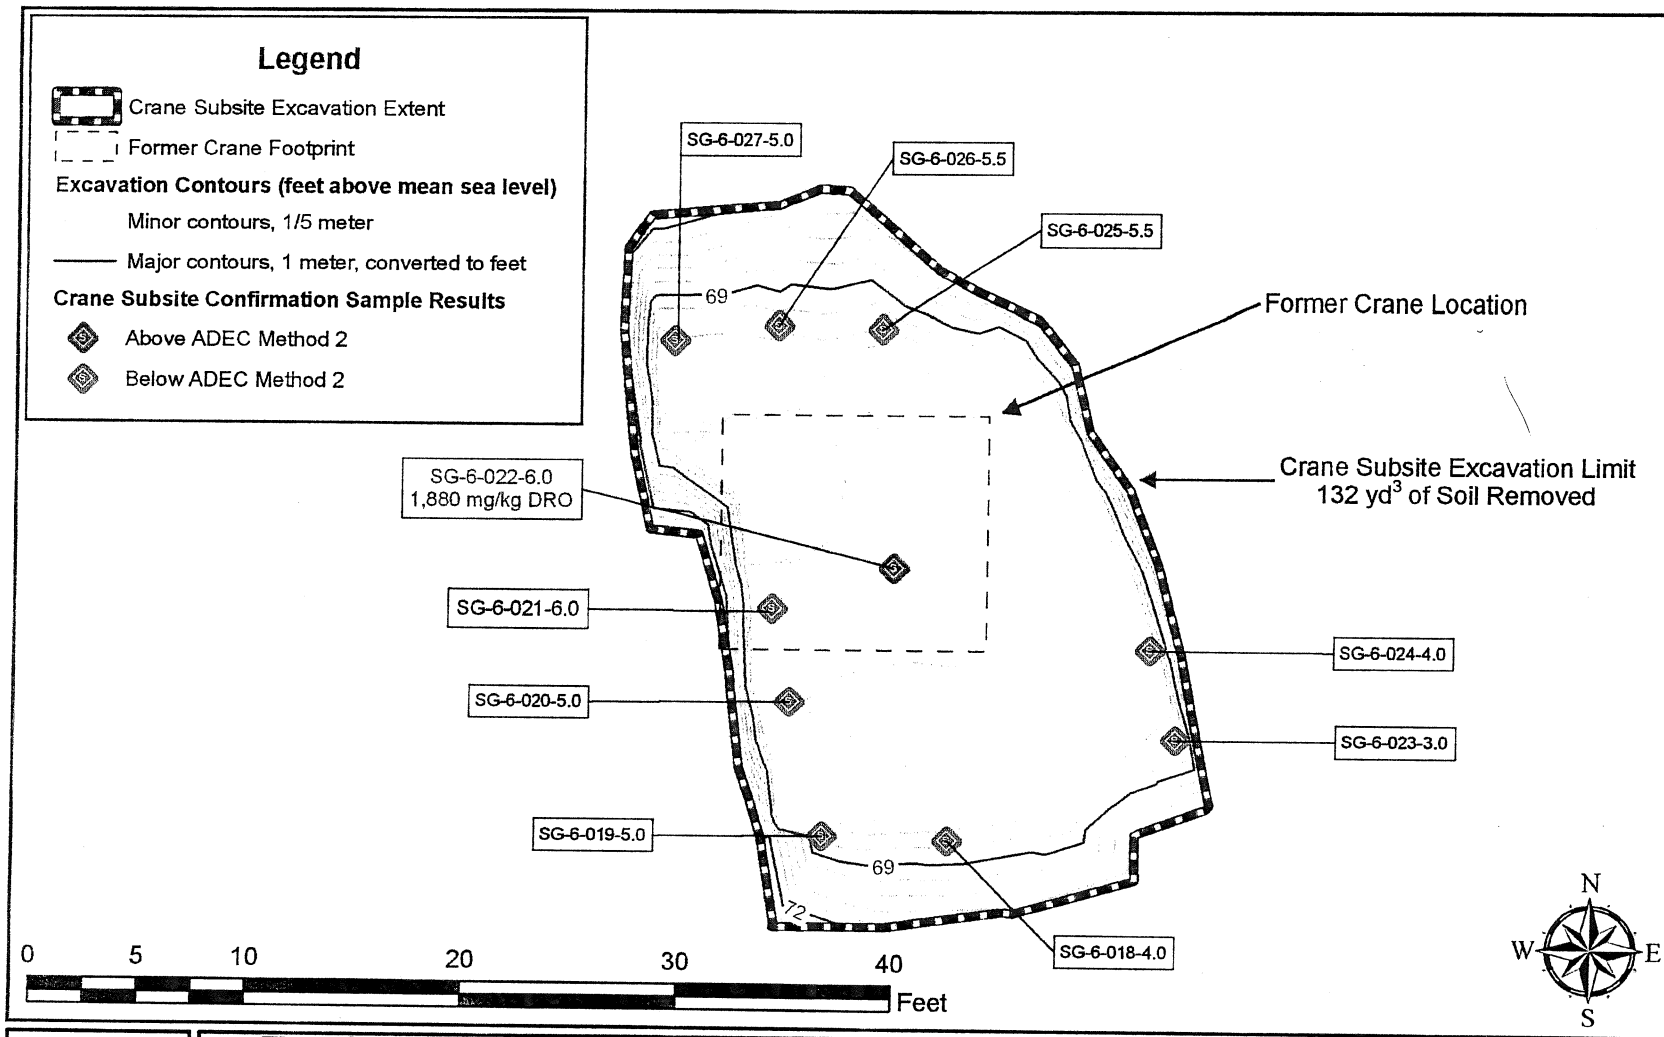 Legend
Crane Subsite Excavation Extent
Former Crane Footprint
Excavation Contours (feet above mean sea level)
Minor contours, 1/5 meter
Major contours, 1 meter, converted to feet
Crane Subsite Confirmation Sample Results
S Above ADEC Method 2
S Below ADEC Method 2
SG-6-027-5.0
SG-6-026-5.5
SG-6-025-5.5
69
S
S
S
Former Crane Location
Crane Subsite Excavation Limit
132 yd³ of Soil Removed
SG-6-022-6.0
1,880 mg/kg DRO
S
SG-6-021-6.0
S
SG-6-024-4.0
S
SG-6-020-5.0
S
SG-6-023-3.0
S
SG-6-019-5.0
S
S
69
72
SG-6-018-4.0
0 5 10 20 30 40
Feet
N
W E
S